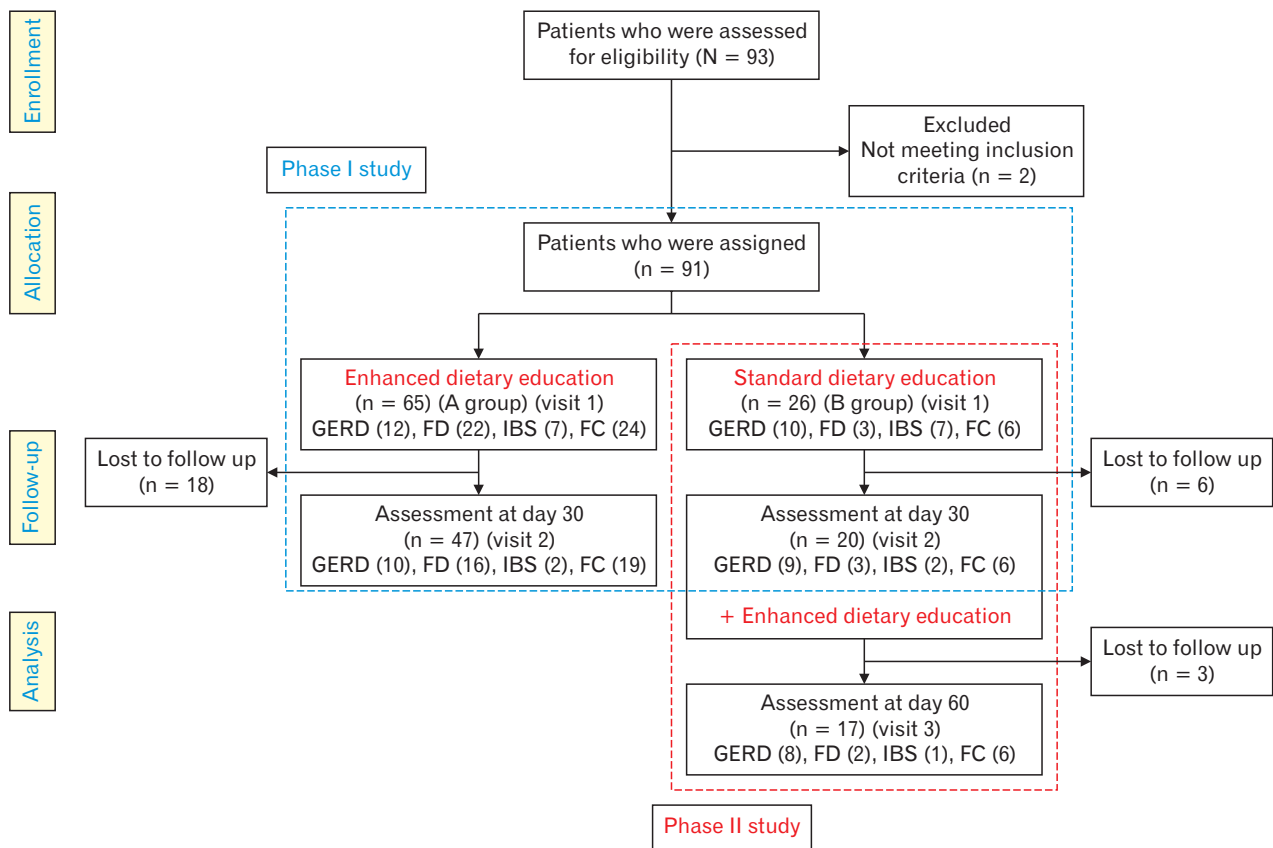 Enrollment
Patients who were assessed
for eligibility (N = 93)
Excluded
Not meeting inclusion
criteria (n = 2)
Phase I study
Allocation
Patients who were assigned
(n = 91)
Enhanced dietary education
(n = 65) (A group) (visit 1)
GERD (12), FD (22), IBS (7), FC (24)
Standard dietary education
(n = 26) (B group) (visit 1)
GERD (10), FD (3), IBS (7), FC (6)
Follow-up
Lost to follow up
(n = 18)
Lost to follow up
(n = 6)
Assessment at day 30
(n = 47) (visit 2)
GERD (10), FD (16), IBS (2), FC (19)
Assessment at day 30
(n = 20) (visit 2)
GERD (9), FD (3), IBS (2), FC (6)
+ Enhanced dietary education
Analysis
Lost to follow up
(n = 3)
Assessment at day 60
(n = 17) (visit 3)
GERD (8), FD (2), IBS (1), FC (6)
Phase II study